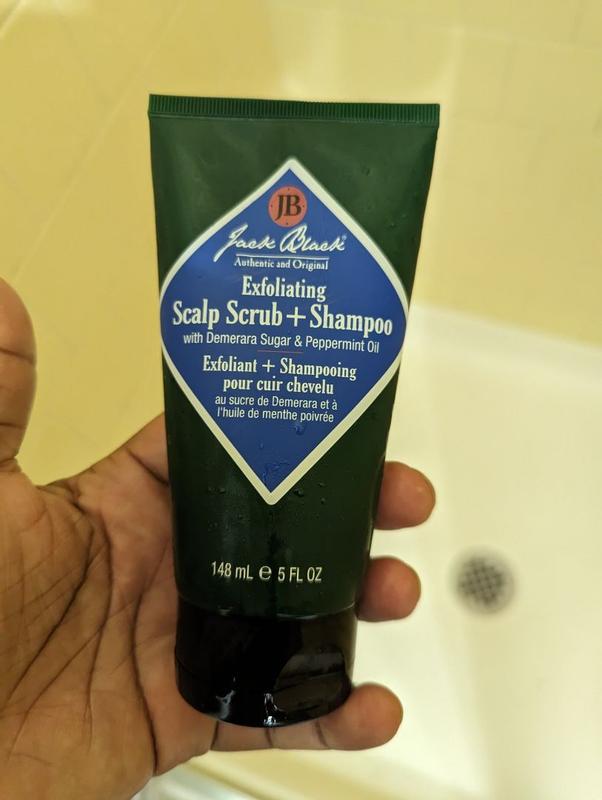 JB
Jack Black®
Authentic and Original
Exfoliating
Scalp Scrub + Shampoo
with Demerara Sugar & Peppermint Oil
Exfoliant + Shampooing
pour cuir chevelu
au sucre de Demerara et à
l'huile de menthe poivrée
148 mL ℮ 5 FL OZ